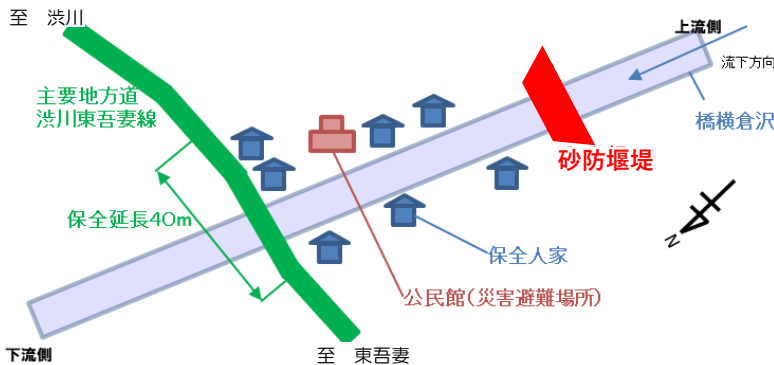 至　渋川
上流側
流下方向
主要地方道
渋川東吾妻線
橋横倉沢
砂防堰堤
保全延長40m
N
保全人家
公民館(災害避難場所)
下流側
至　東吾妻